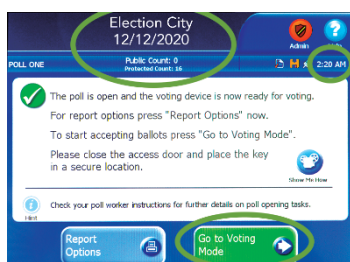 Election City
12/12/2020
Admin
Help
POLL ONE
Public Count: 0
Protected Count: 16
2:20 AM
The poll is open and the voting device is now ready for voting.
For report options press "Report Options" now.
To start accepting ballots press "Go to Voting Mode".
Please close the access door and place the key
in a secure location.
Show Me How
Hint
Check your poll worker instructions for further details on poll opening tasks.
Report
Options
Go to Voting
Mode